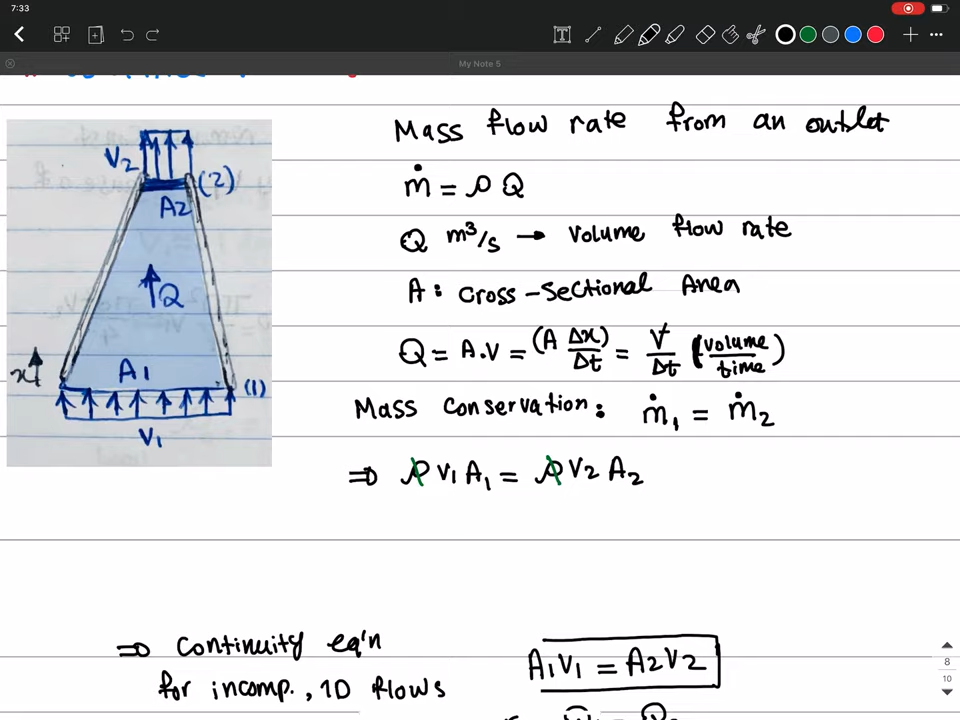 7:33
My Note 5
Mass flow rate from an outlet
ṁ = ρ Q
Q m³/s → Volume flow rate
A: Cross-Sectional Area
Q = A.V = (A Δx)/Δt = V/Δt (volume/time)
Mass Conservation: ṁ₁ = ṁ₂
⇒ ρ V₁ A₁ = ρ V₂ A₂
⇒ Continuity eq'n
for incomp., 1D flows
A₁V₁ = A₂V₂
V₂
(2)
A₂
Q
x
A₁
(1)
V₁
8
10